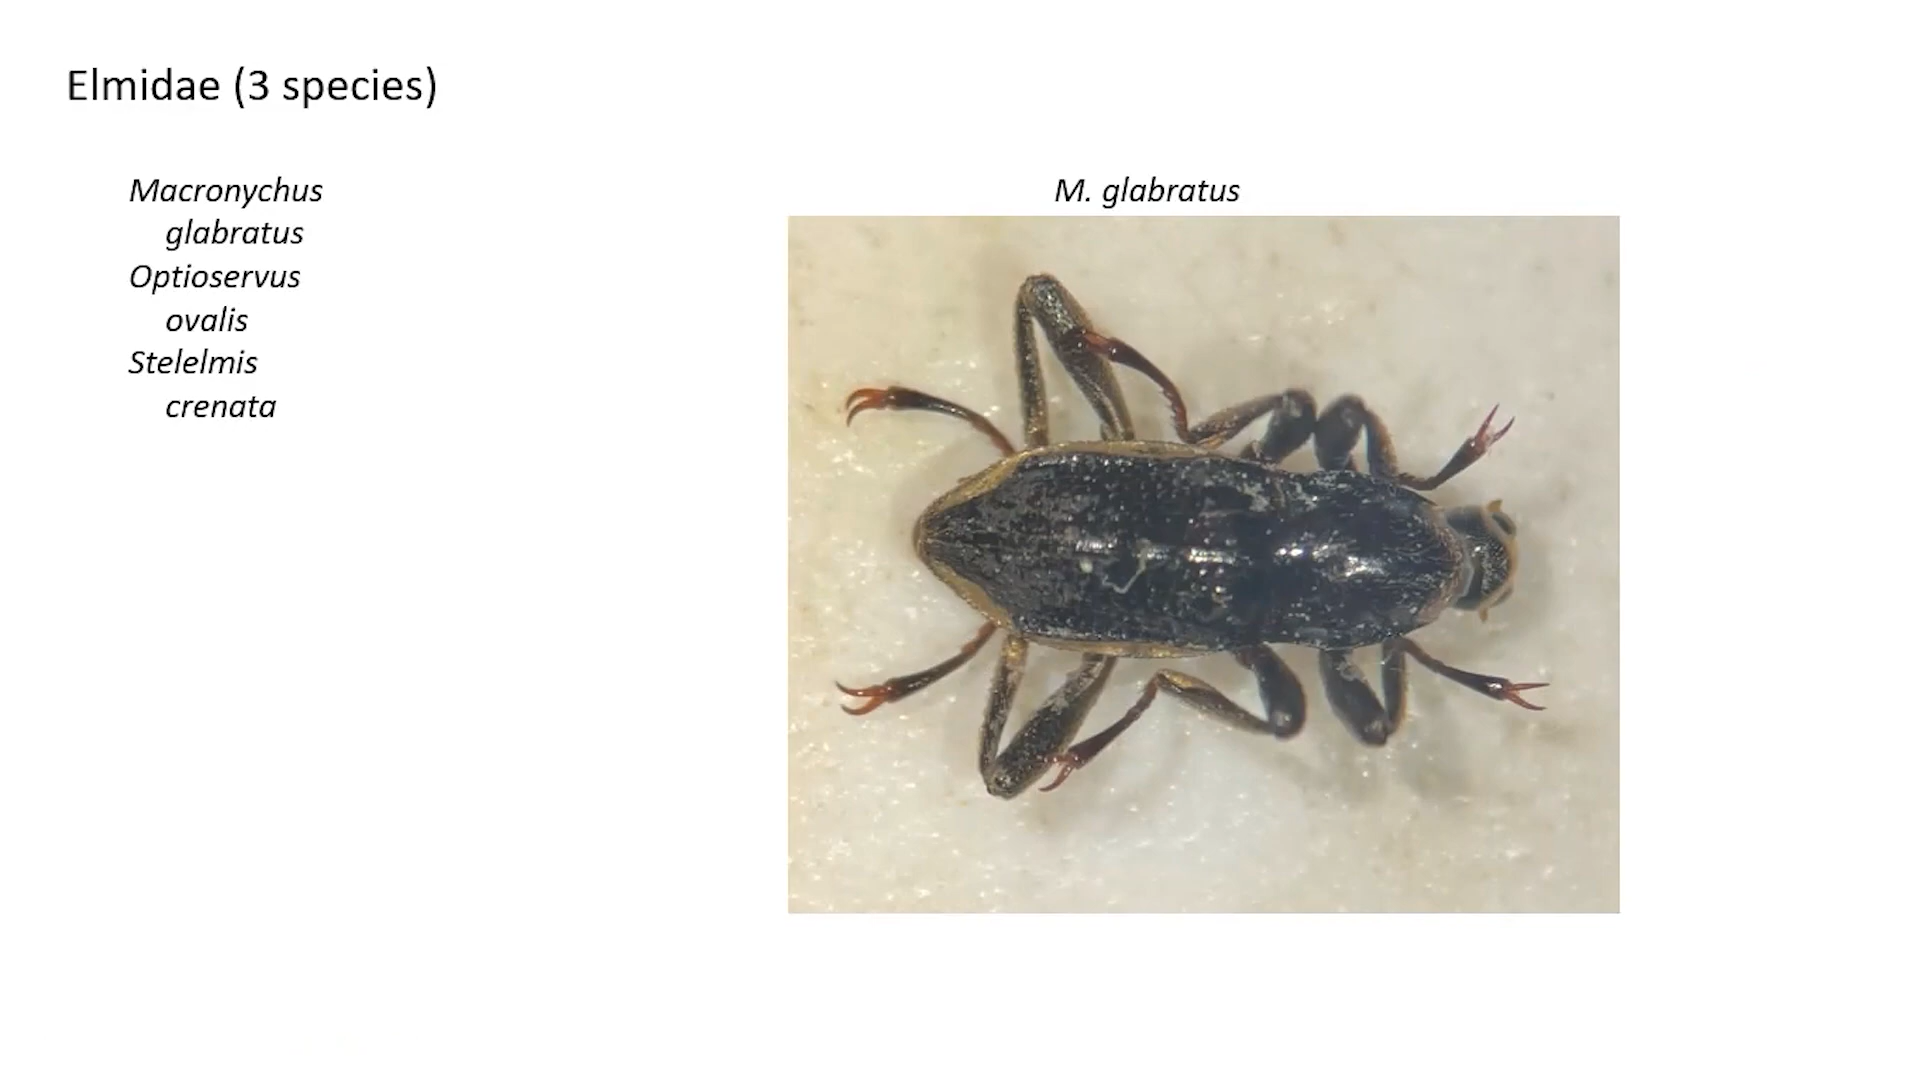 Elmidae (3 species)
Macronychus
glabratus
Optioservus
ovalis
Stelelmis
crenata
M. glabratus